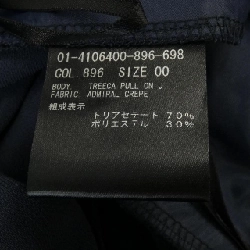 01-4106400-896-698
COL 896 SIZE 00
BODY: TREECA PULL ON J
FABRIC: ADMIRAL CREPE
組成表示
トリアセテート 70%
ポリエステル 30%